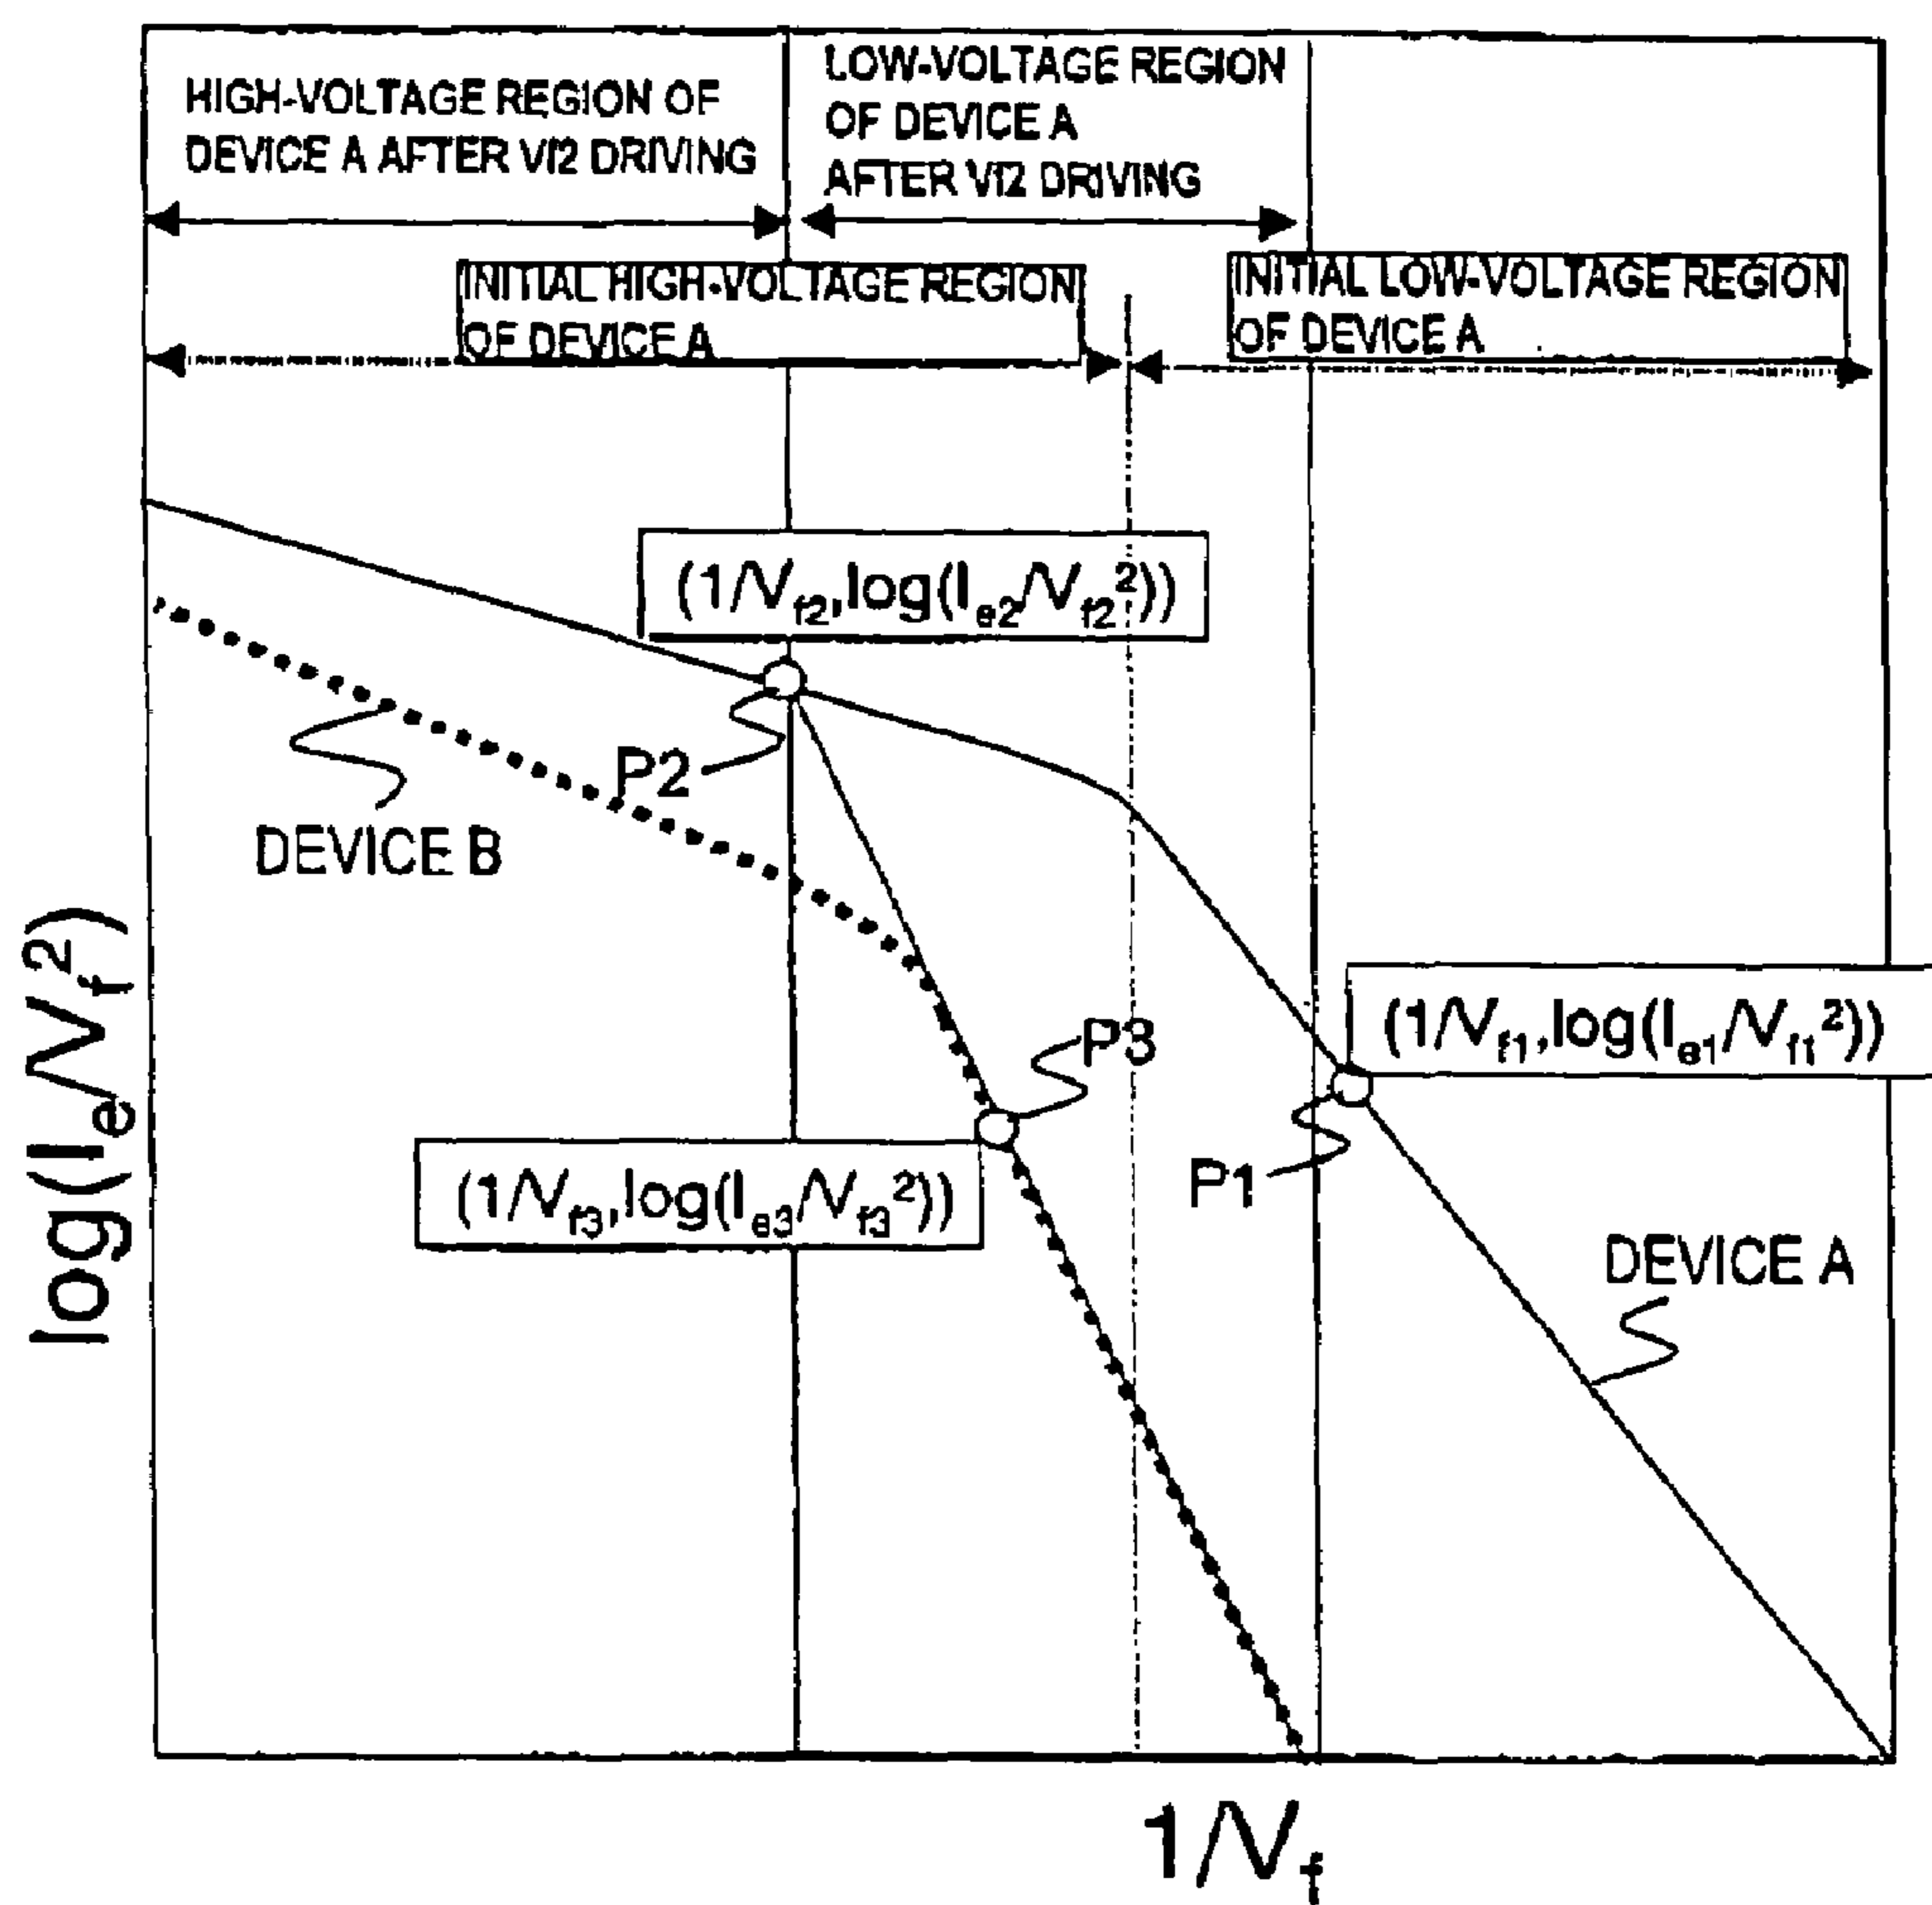 HIGH-VOLTAGE REGION OF
DEVICE A AFTER Vf2 DRIVING
LOW-VOLTAGE REGION
OF DEVICE A
AFTER Vf2 DRIVING
INITIAL HIGH-VOLTAGE REGION
OF DEVICE A
INITIAL LOW-VOLTAGE REGION
OF DEVICE A
(1/Vf2,log(Ie2/Vf2²))
P2
DEVICE B
P3
(1/Vf1,log(Ie1/Vf1²))
P1
(1/Vf3,log(Ie3/Vf3²))
DEVICE A
log(Ie/Vf²)
1/Vf